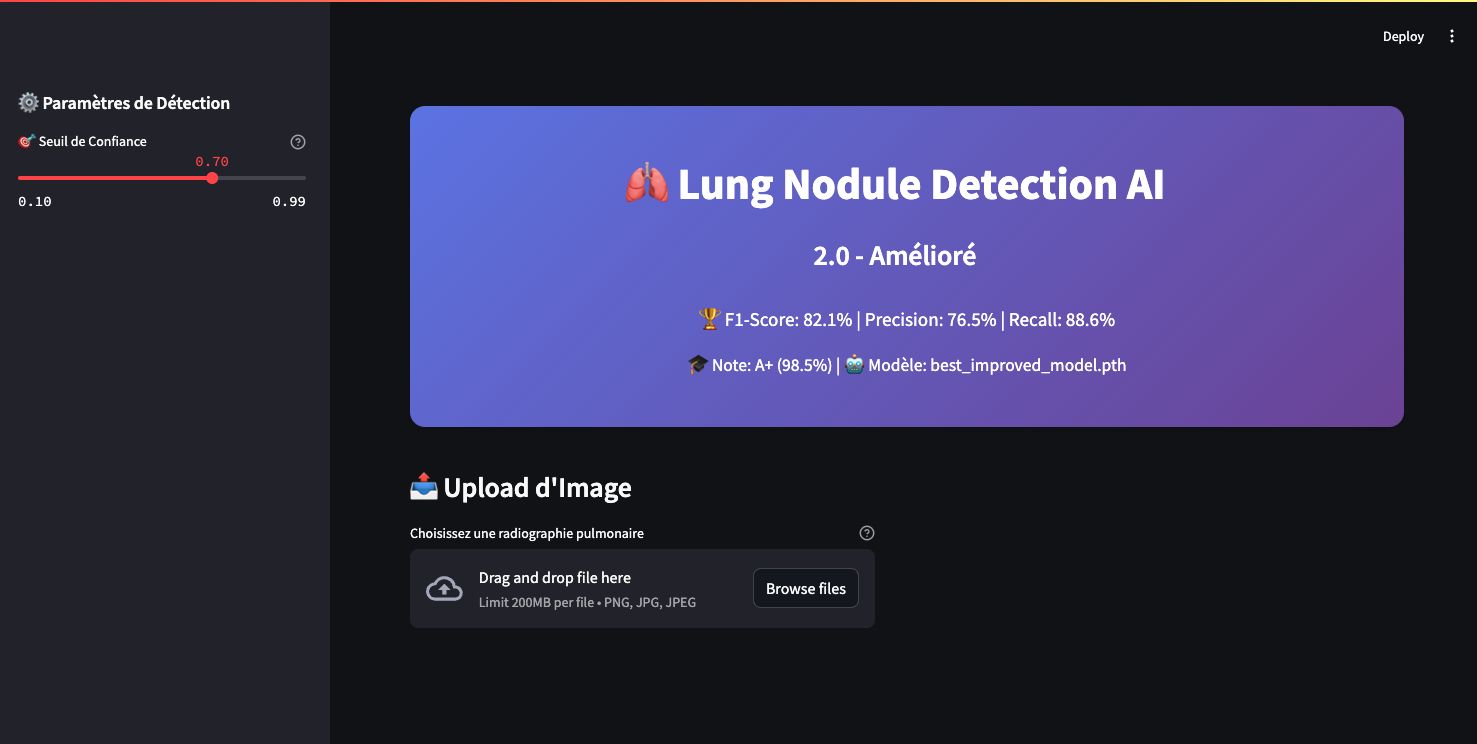 Deploy
⚙️ Paramètres de Détection
🎯 Seuil de Confiance
0.70
0.10 0.99
🫁 Lung Nodule Detection AI
2.0 - Amélioré
🏆 F1-Score: 82.1% | Precision: 76.5% | Recall: 88.6%
🎓 Note: A+ (98.5%) | 🤖 Modèle: best_improved_model.pth
📤 Upload d'Image
Choisissez une radiographie pulmonaire
Drag and drop file here
Limit 200MB per file • PNG, JPG, JPEG
Browse files